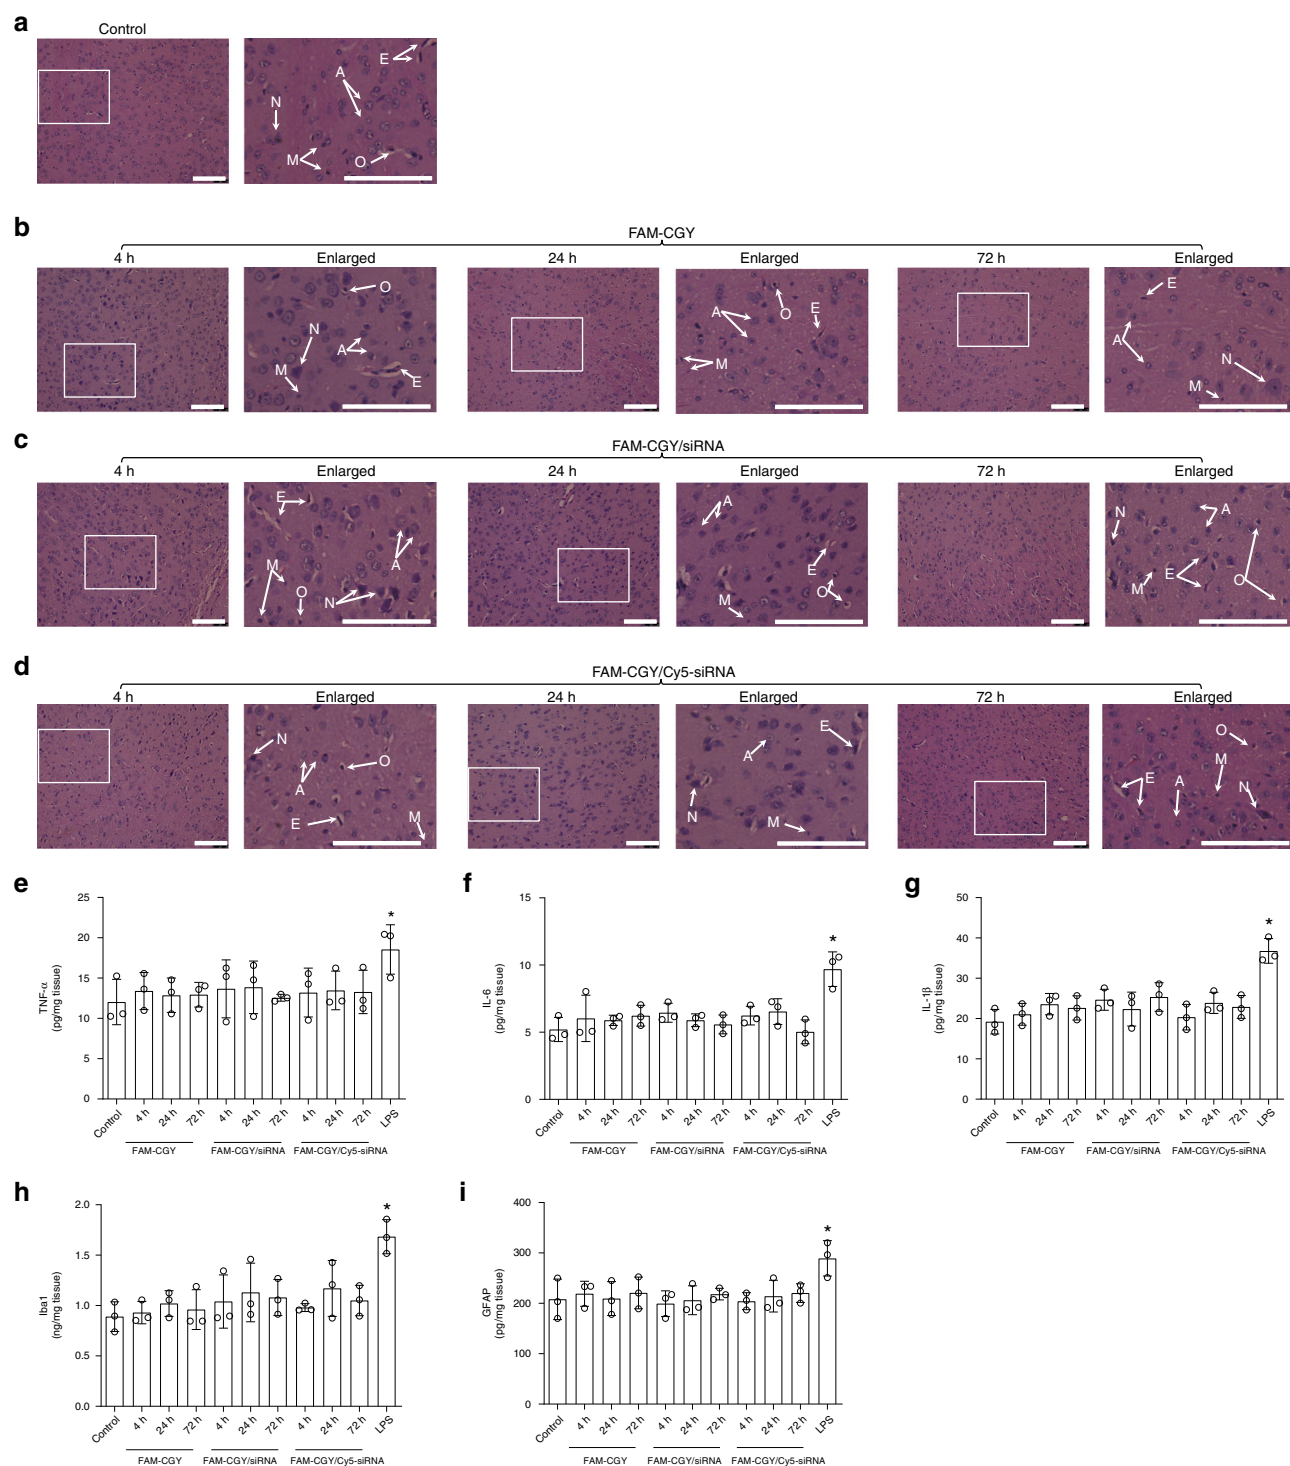 a
Control
E
A
N
M
O
b
FAM-CGY
4 h
Enlarged
24 h
Enlarged
72 h
Enlarged
O
N
A
M
E
A
O
E
M
E
A
N
M
c
FAM-CGY/siRNA
4 h
Enlarged
24 h
Enlarged
72 h
Enlarged
E
A
M
O
N
A
E
M
O
N
A
E
M
O
d
FAM-CGY/Cy5-siRNA
4 h
Enlarged
24 h
Enlarged
72 h
Enlarged
N
O
A
E
M
E
A
N
M
O
M
E
A
N
e
TNF-α
(pg/mg tissue)
25
20
15
10
5
0
*
Control
4 h
24 h
72 h
4 h
24 h
72 h
4 h
24 h
72 h
LPS
FAM-CGY
FAM-CGY/siRNA
FAM-CGY/Cy5-siRNA
f
IL-6
(pg/mg tissue)
15
10
5
0
*
Control
4 h
24 h
72 h
4 h
24 h
72 h
4 h
24 h
72 h
LPS
FAM-CGY
FAM-CGY/siRNA
FAM-CGY/Cy5-siRNA
g
IL-1β
(pg/mg tissue)
50
40
30
20
10
0
*
Control
4 h
24 h
72 h
4 h
24 h
72 h
4 h
24 h
72 h
LPS
FAM-CGY
FAM-CGY/siRNA
FAM-CGY/Cy5-siRNA
h
Iba1
(ng/mg tissue)
2.0
1.5
1.0
0.5
0.0
*
Control
4 h
24 h
72 h
4 h
24 h
72 h
4 h
24 h
72 h
LPS
FAM-CGY
FAM-CGY/siRNA
FAM-CGY/Cy5-siRNA
i
GFAP
(pg/mg tissue)
400
300
200
100
0
*
Control
4 h
24 h
72 h
4 h
24 h
72 h
4 h
24 h
72 h
LPS
FAM-CGY
FAM-CGY/siRNA
FAM-CGY/Cy5-siRNA